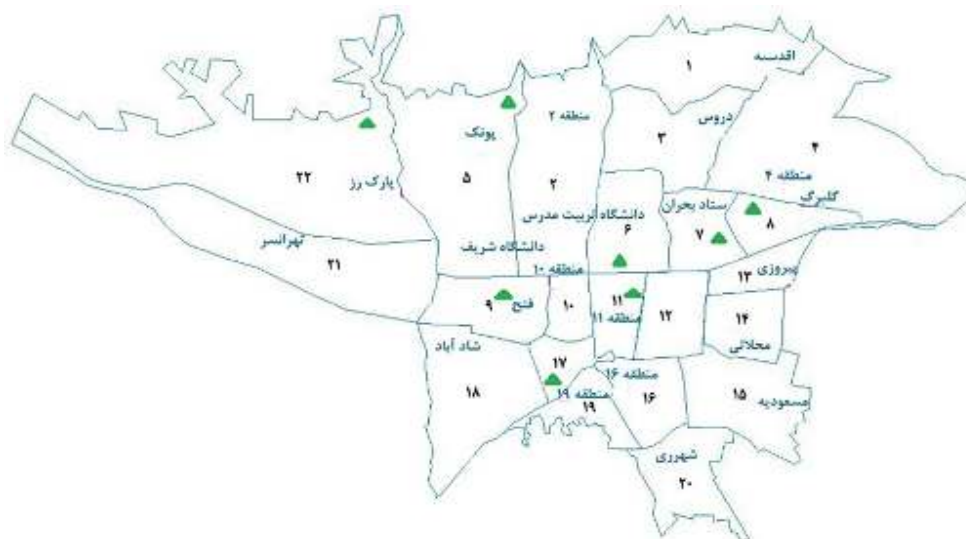 اقدسیه
۱
منطقه ۲
دروس
۳
۴
پونک
۵
۲۲
پارک رز
۲
منطقه ۴
گلبرگ
ستاد بحران
دانشگاه تربیت مدرس
۶
۷
۸
تهرانسر
۲۱
دانشگاه شریف
منطقه ۱۰
پیروزی
۱۳
۹
فتح
۱۰
۱۱
منطقه ۱۱
۱۲
۱۴
محلاتی
شاد آباد
۱۷
منطقه ۱۶
۱۸
منطقه ۱۹
۱۹
۱۶
۱۵
مسعودیه
شهرری
۲۰